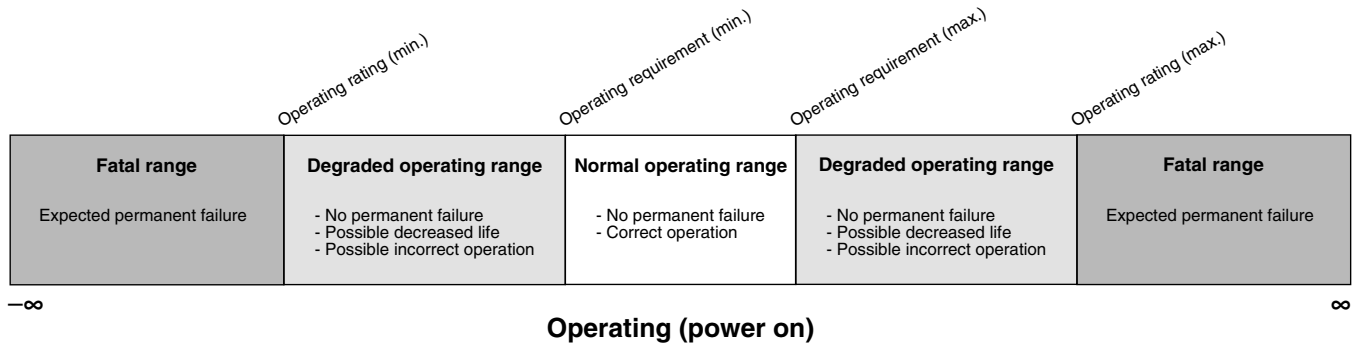 Operating rating (min.)
Operating requirement (min.)
Operating requirement (max.)
Operating rating (max.)
Fatal range
Expected permanent failure
Degraded operating range
- No permanent failure
- Possible decreased life
- Possible incorrect operation
Normal operating range
- No permanent failure
- Correct operation
Degraded operating range
- No permanent failure
- Possible decreased life
- Possible incorrect operation
Fatal range
Expected permanent failure
–∞
∞
Operating (power on)